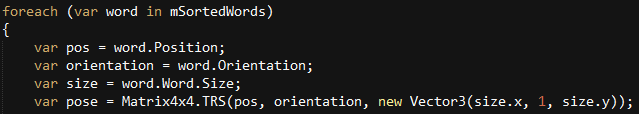 foreach (var word in mSortedWords)
{
    var pos = word.Position;
    var orientation = word.Orientation;
    var size = word.Word.Size;
    var pose = Matrix4x4.TRS(pos, orientation, new Vector3(size.x, 1, size.y));